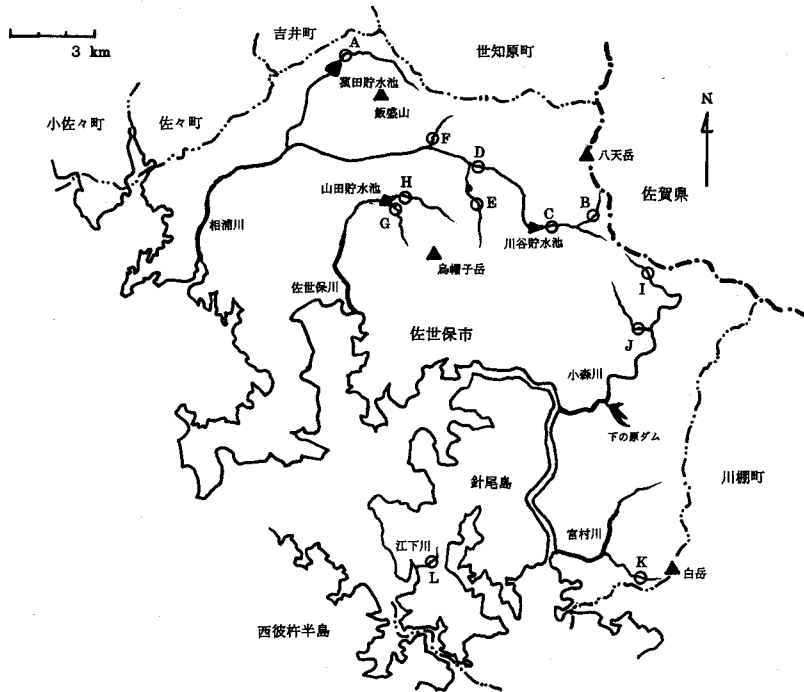 吉井町
3 km
A
世知原町
菰田貯水池
飯盛山
小佐々町
佐々町
N
F
D
八天岳
佐賀県
山田貯水池
H
E
B
C
G
相浦川
川谷貯水池
烏帽子岳
I
佐世保川
佐世保市
J
小森川
下の原ダム
針尾島
川棚町
江下川
宮村川
L
K
白岳
西彼杵半島